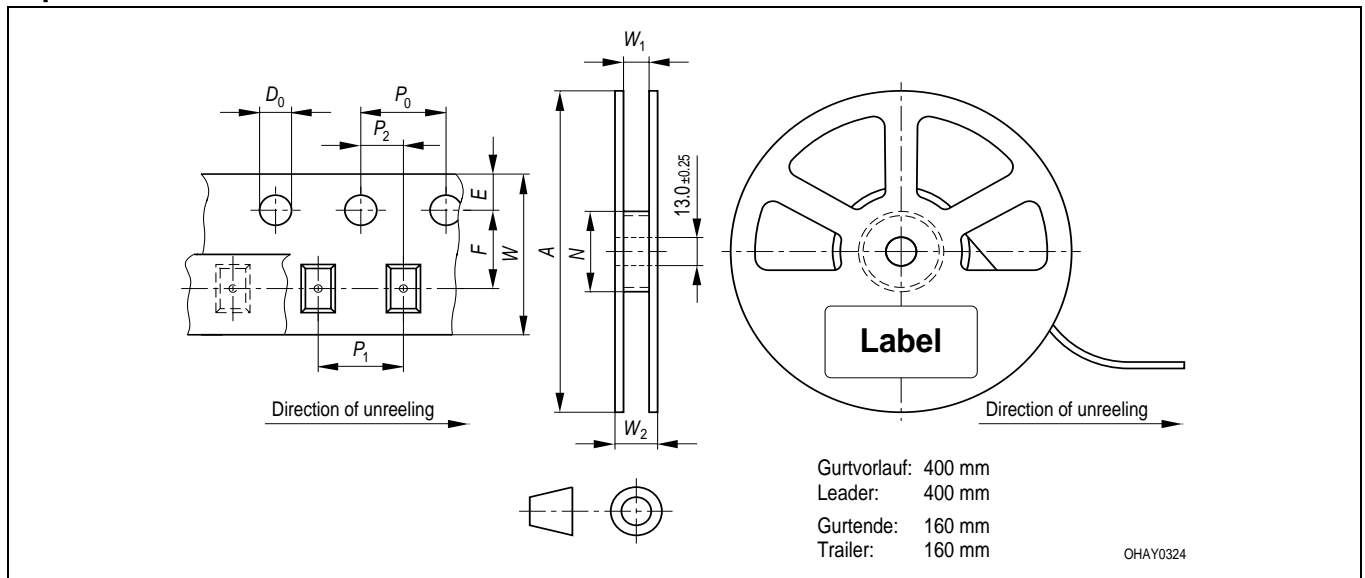 W1
D0
P0
P2
E
F
W
A
N
13.0 ±0.25
Label
P1
Direction of unreeling
W2
Direction of unreeling
Gurtvorlauf: 400 mm
Leader: 400 mm
Gurtende: 160 mm
Trailer: 160 mm
OHAY0324